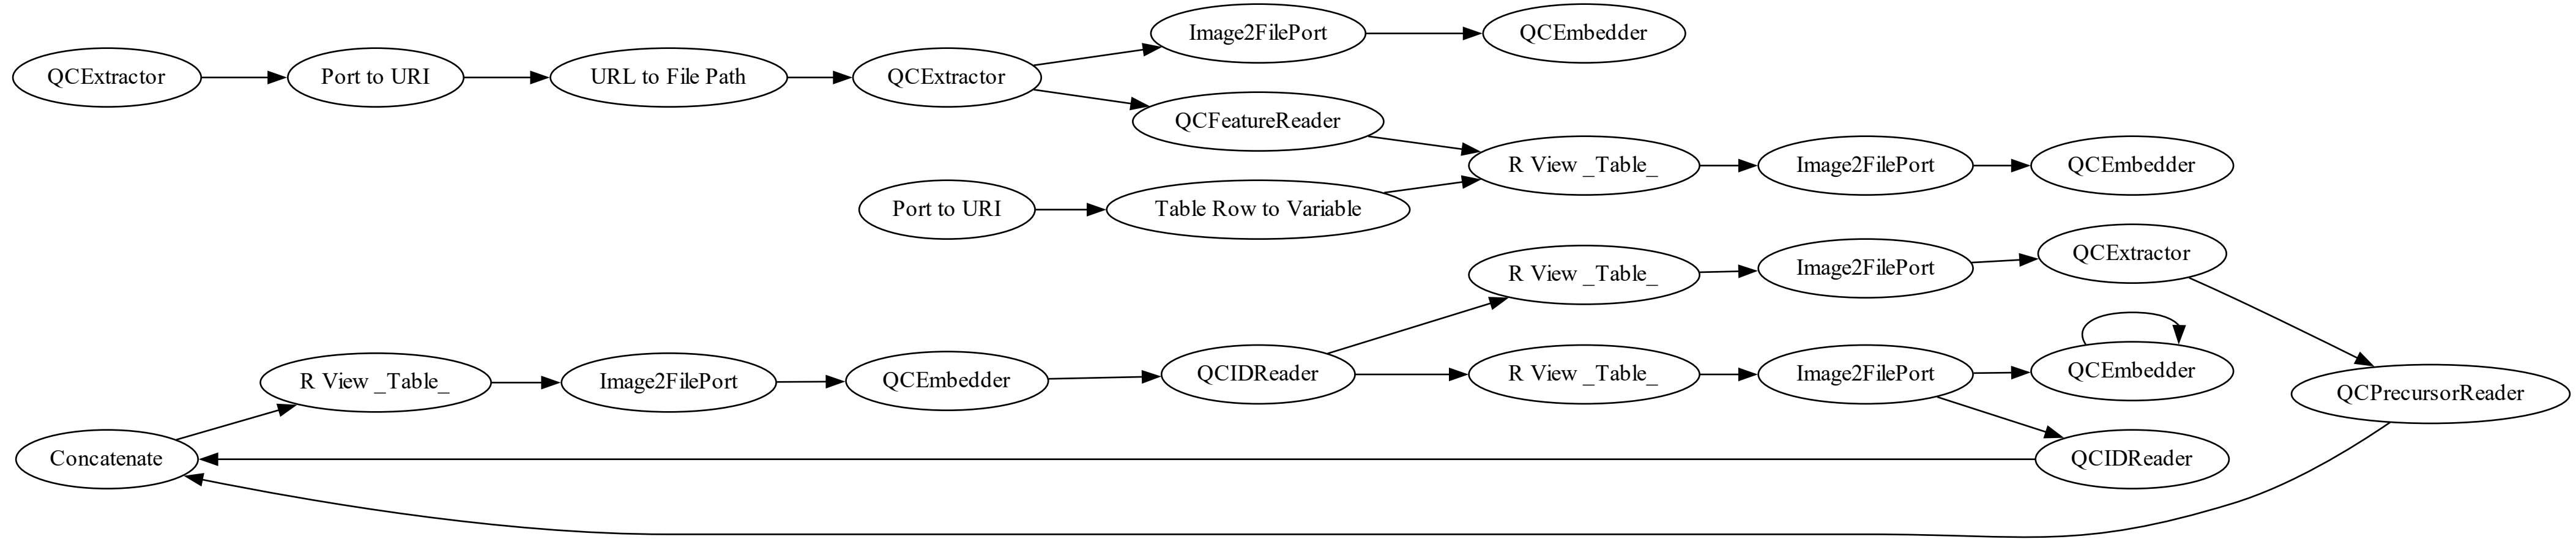 Image2FilePort
QCEmbedder
QCExtractor
Port to URI
URL to File Path
QCExtractor
QCFeatureReader
R View _Table_
Image2FilePort
QCEmbedder
Port to URI
Table Row to Variable
QCExtractor
R View _Table_
Image2FilePort
R View _Table_
Image2FilePort
QCEmbedder
QCIDReader
R View _Table_
Image2FilePort
QCEmbedder
QCPrecursorReader
Concatenate
QCIDReader